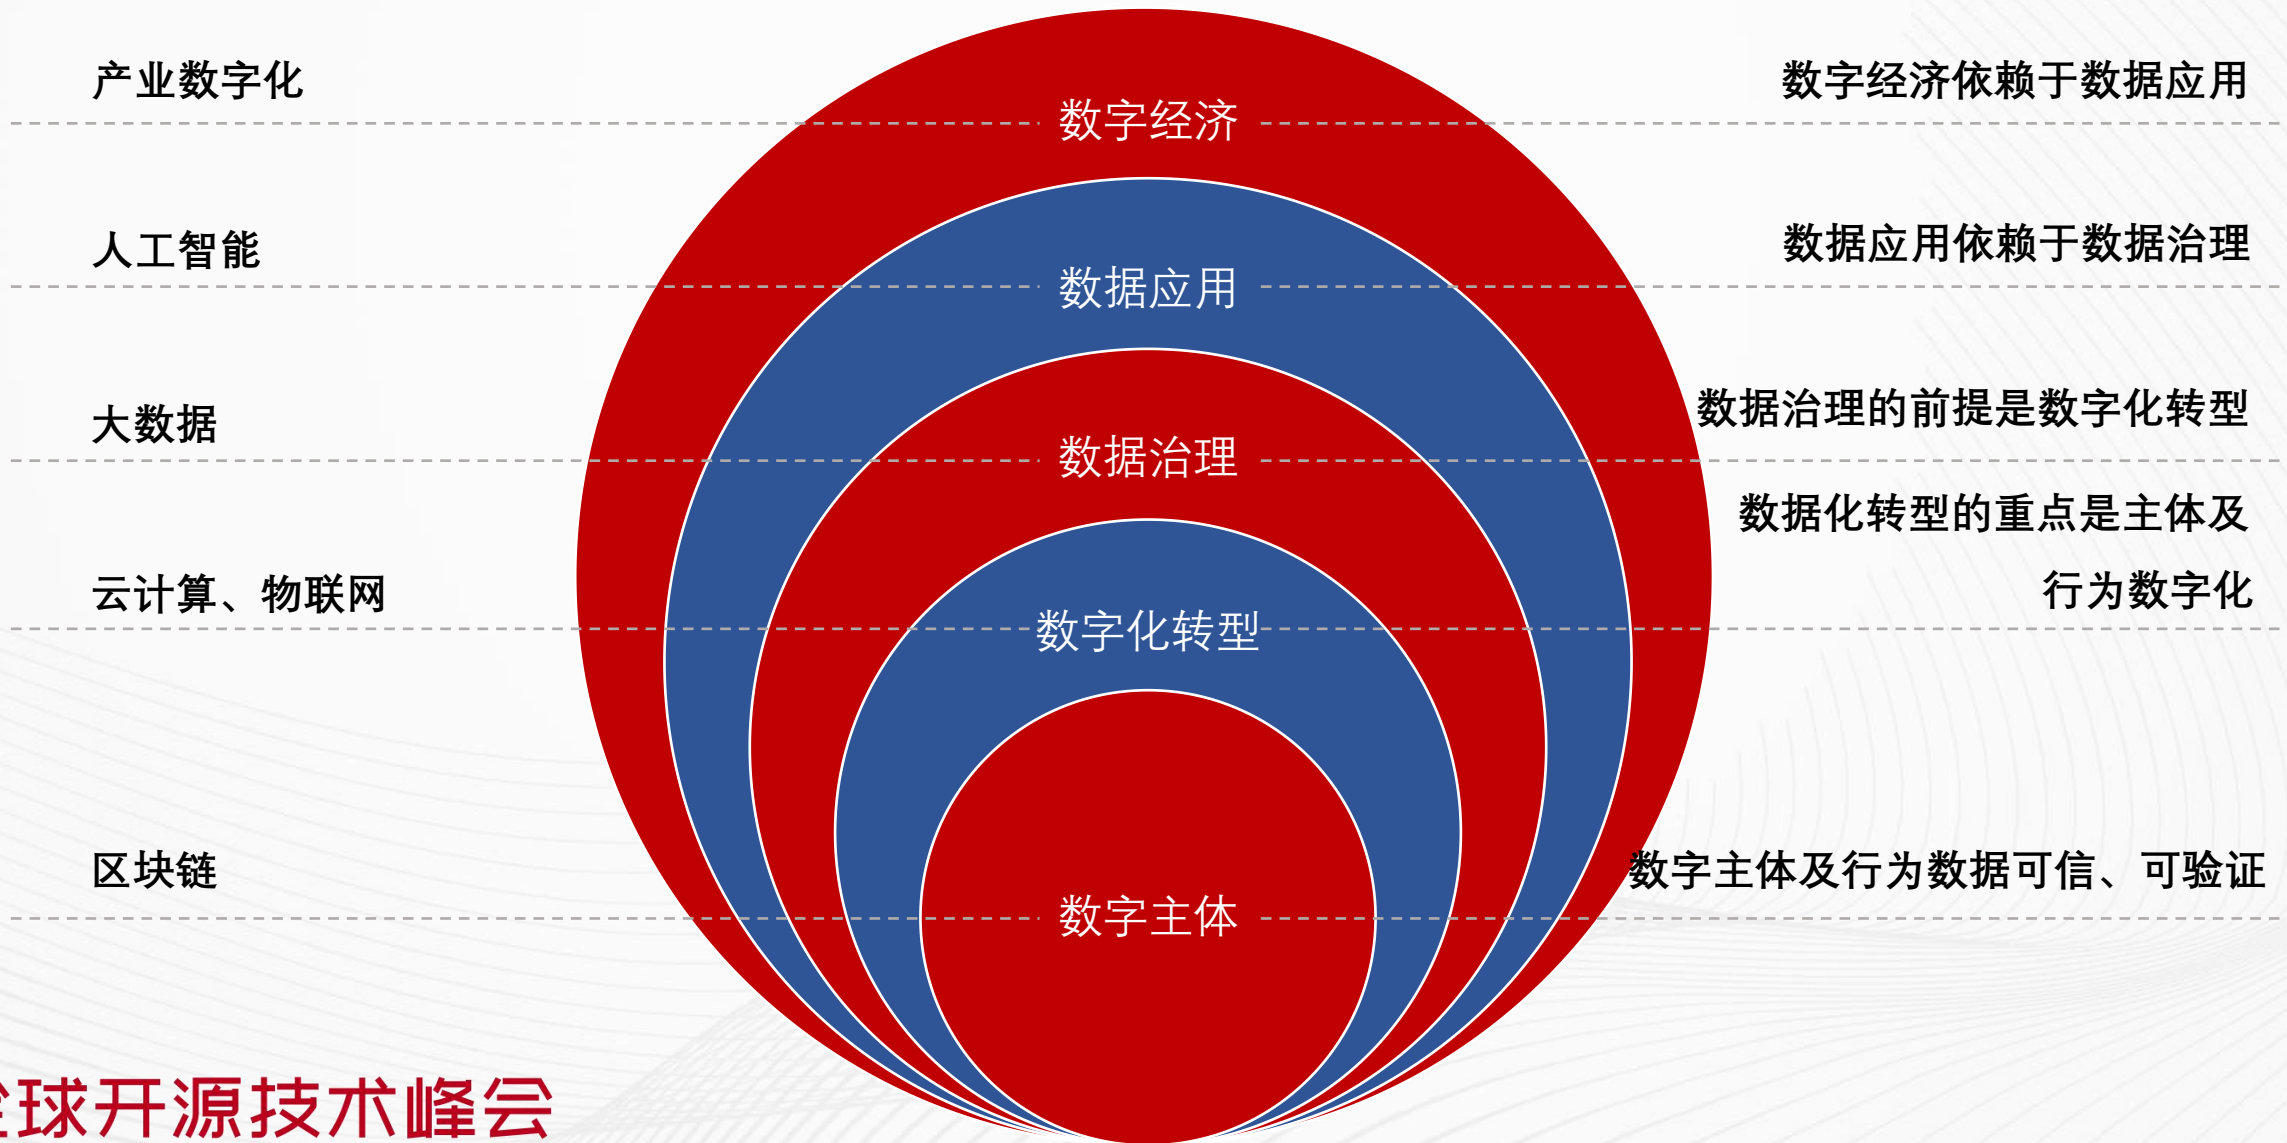 产业数字化
数字经济
数字经济依赖于数据应用
人工智能
数据应用
数据应用依赖于数据治理
大数据
数据治理
数据治理的前提是数字化转型
云计算、物联网
数字化转型
数据化转型的重点是主体及
行为数字化
区块链
数字主体
数字主体及行为数据可信、可验证
全球开源技术峰会